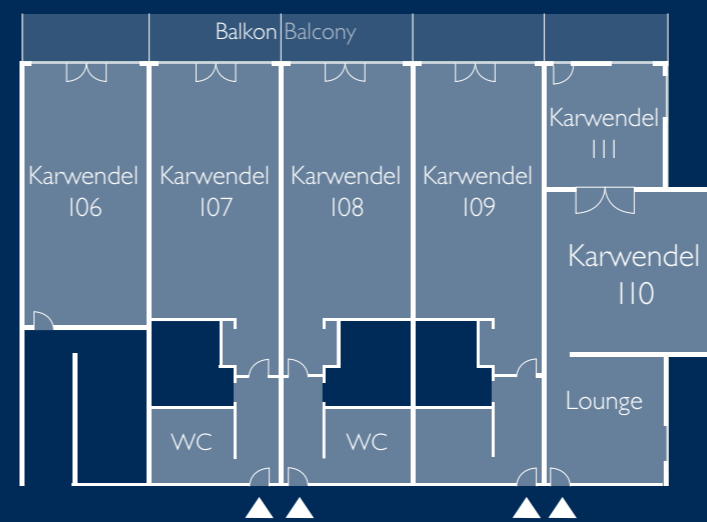 Balkon Balcony
Karwendel
111
Karwendel
106
Karwendel
107
Karwendel
108
Karwendel
109
Karwendel
110
Lounge
WC
WC